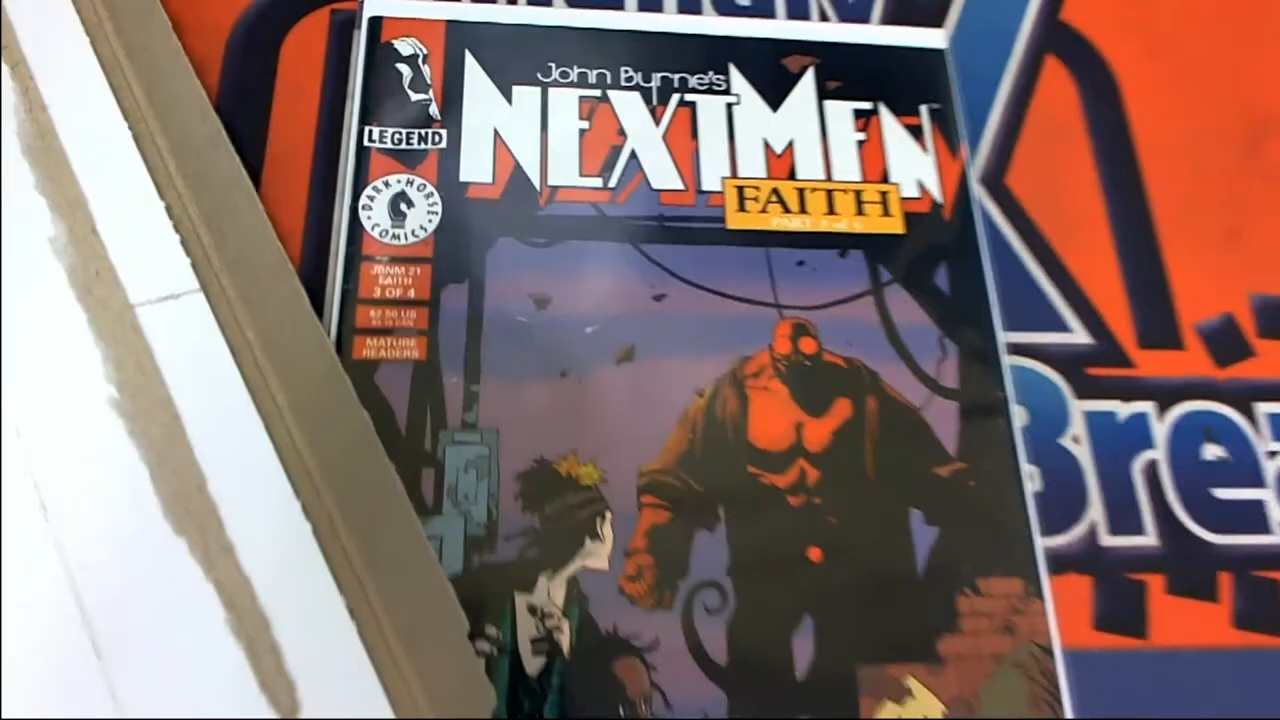 John Byrne's
NEXTMEN
FAITH
LEGEND
DARK HORSE
COMICS
JBNM 21
FAITH
3 OF 4
$2.50 US
MATURE
READERS
Bre